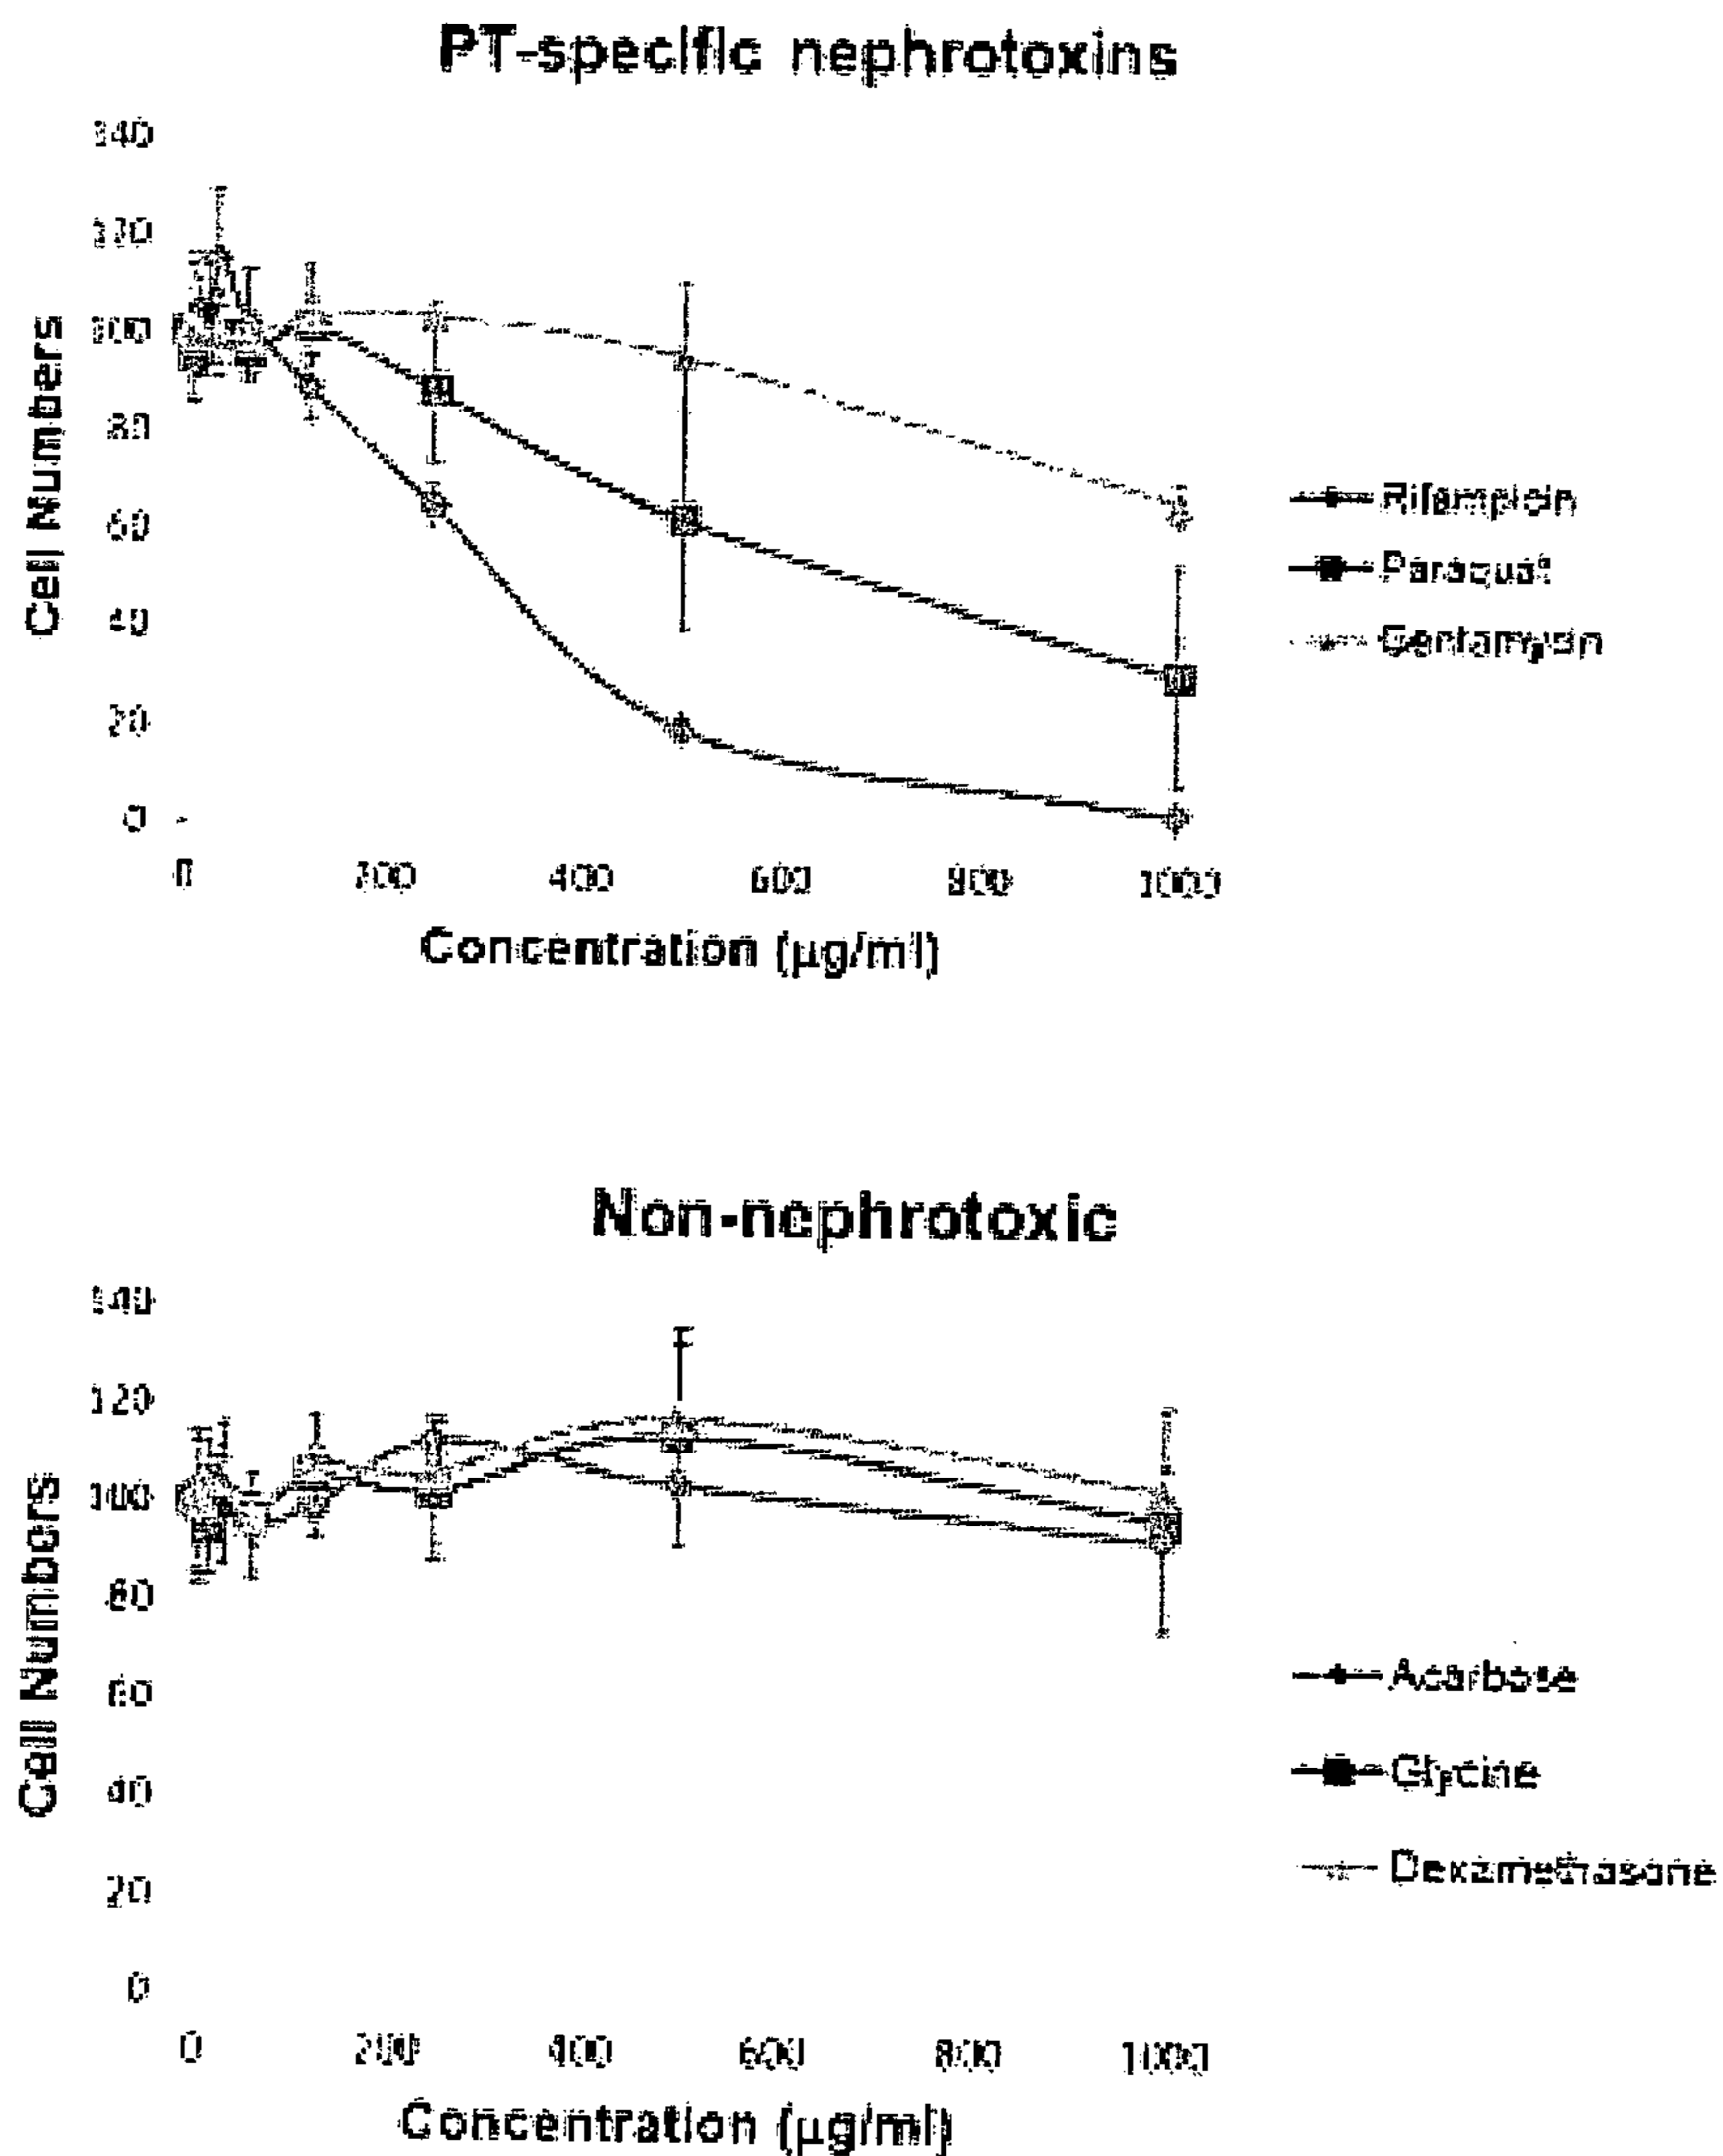 PT-specific nephrotoxins
140
120
100
80
60
40
20
0
Cell Numbers
0 200 400 600 800 1000
Concentration (µg/ml)
Rifampicin
Paraquat
Gentamycin
Non-nephrotoxic
140
120
100
80
60
40
20
0
Cell Numbers
0 200 400 600 800 1000
Concentration (µg/ml)
Acarbose
Glycine
Dexamethasone